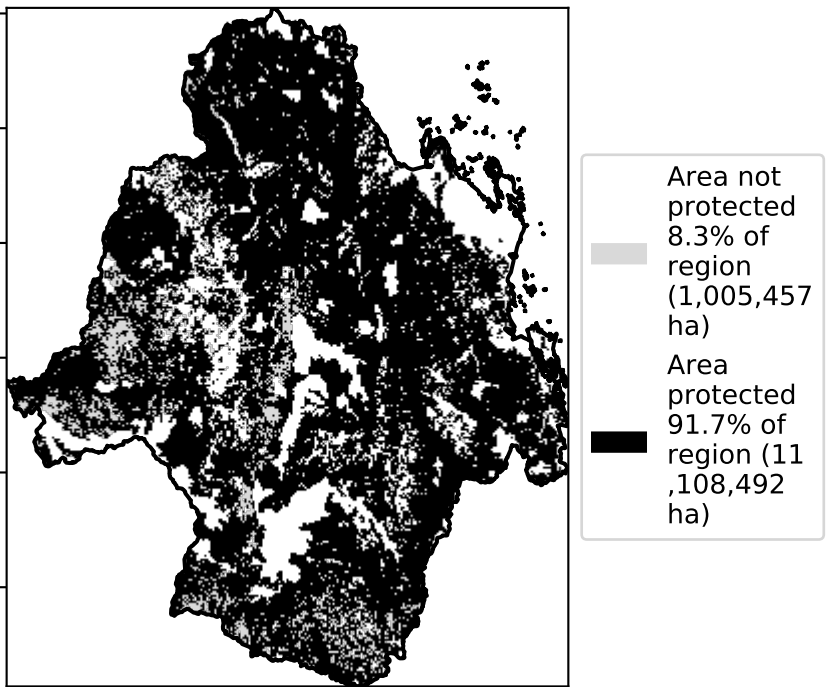 Area not
protected
8.3% of
region
(1,005,457
ha)
Area
protected
91.7% of
region (11
,108,492
ha)